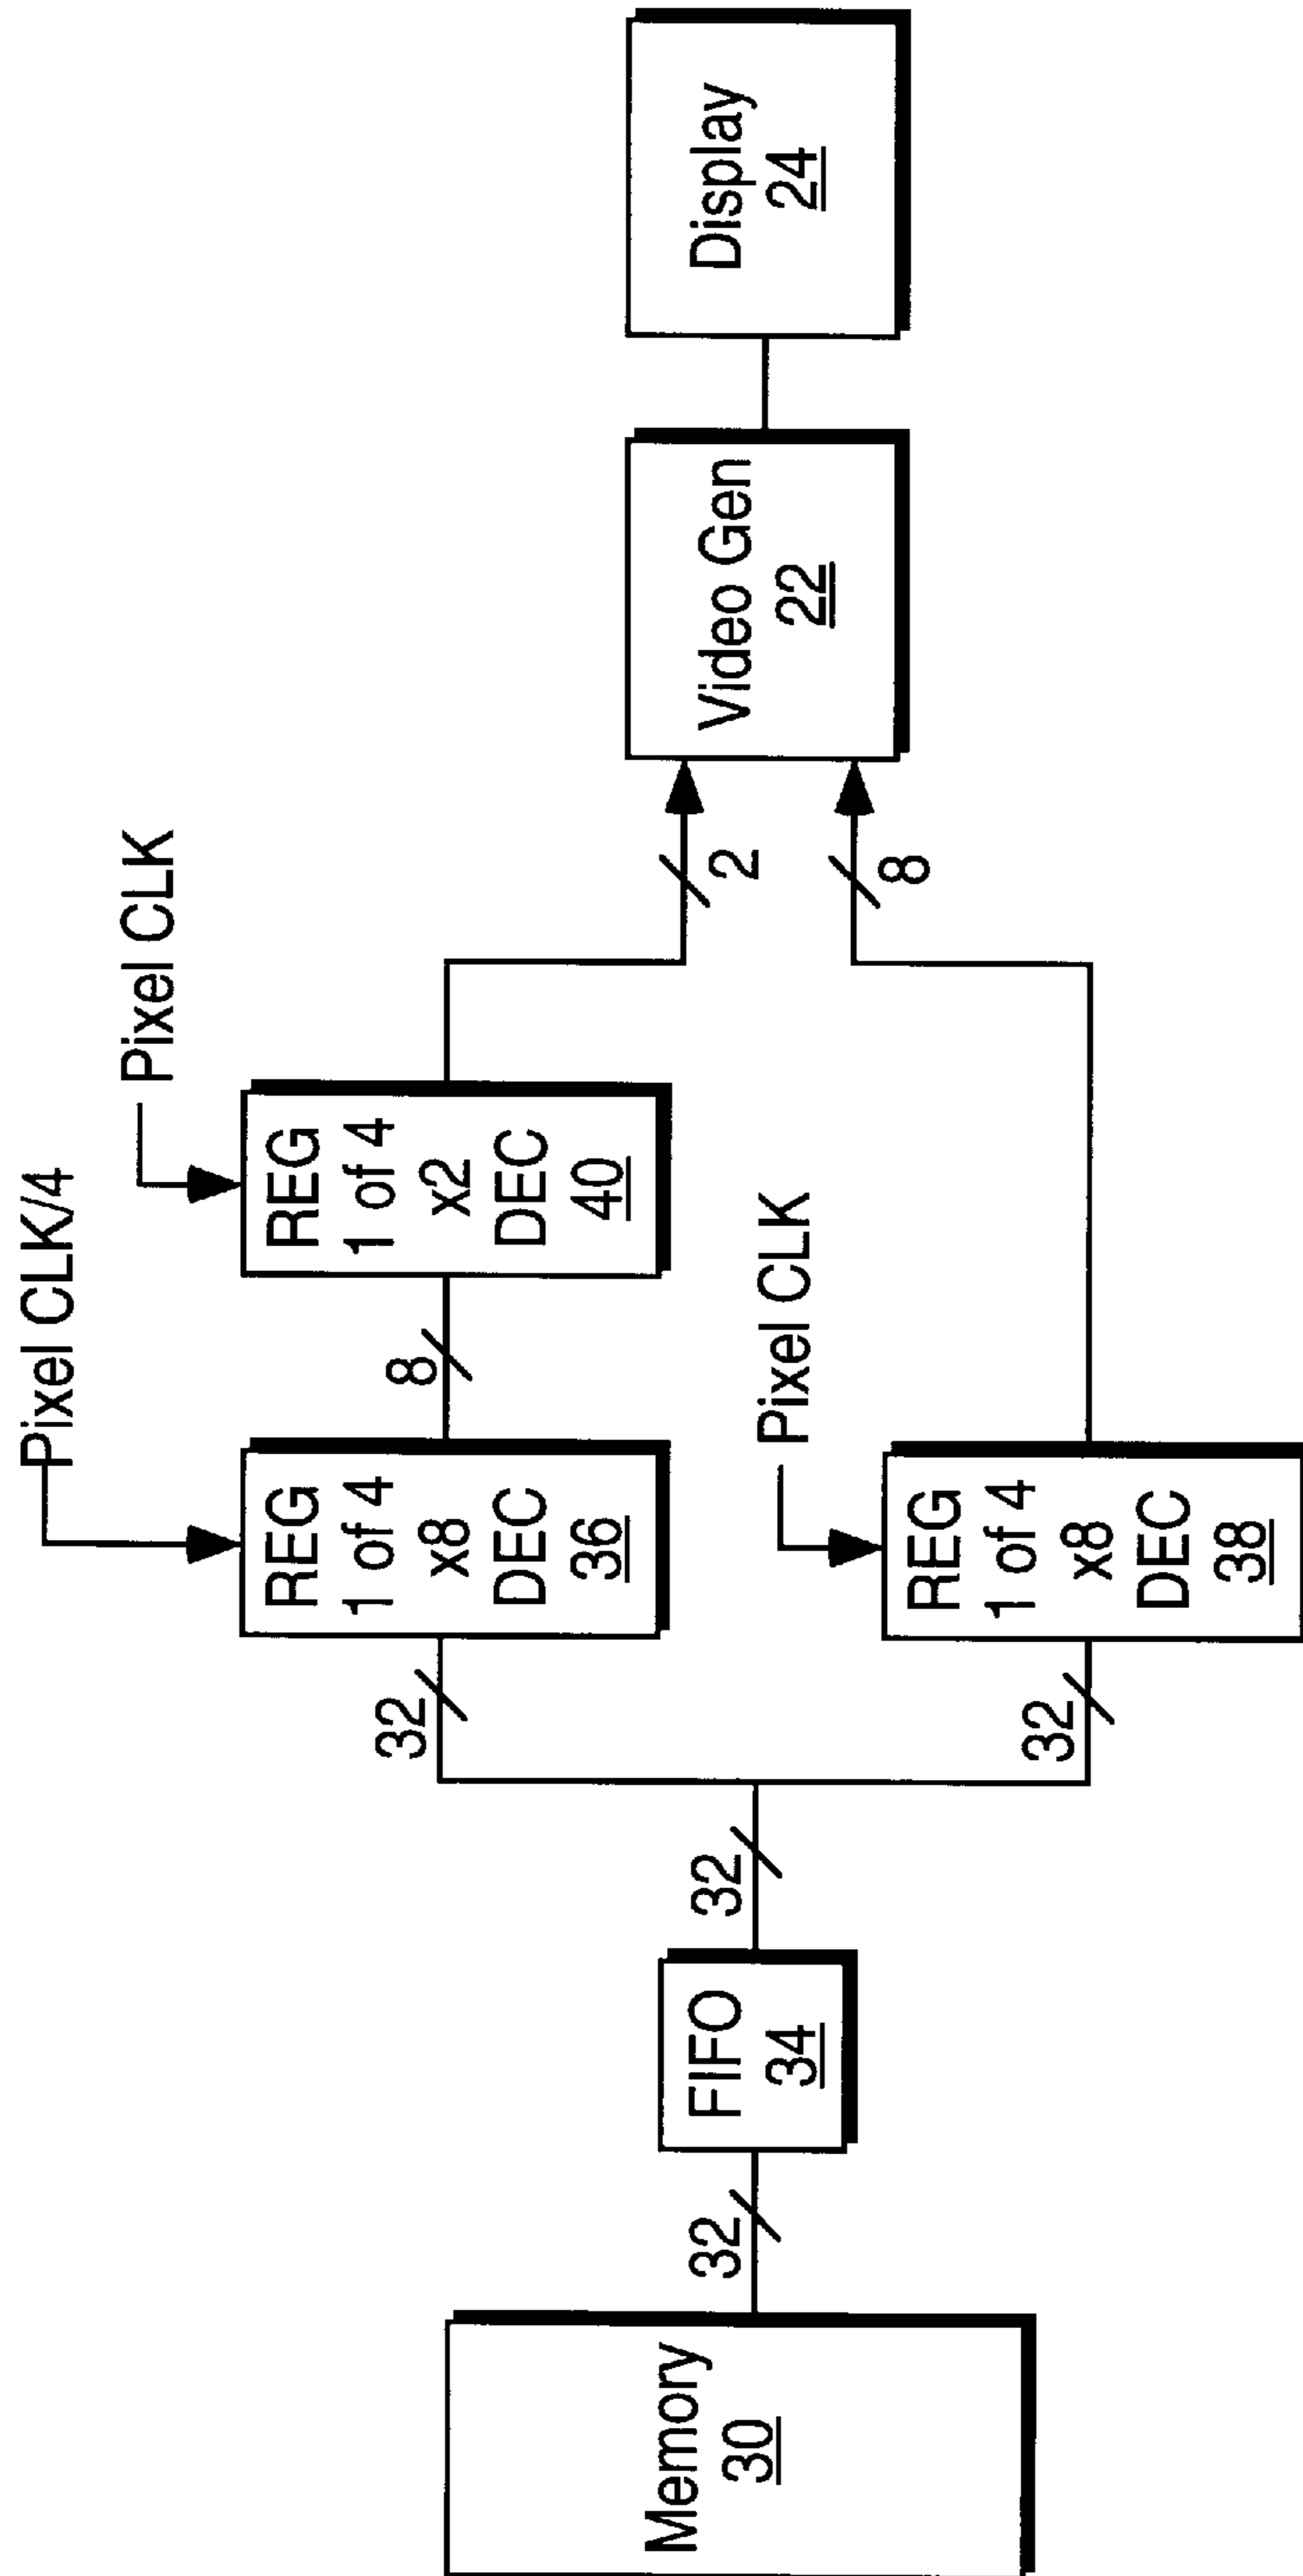 Memory
30
32
FIFO
34
32
32
32
Pixel CLK/4
REG
1 of 4
x8
DEC
36
8
Pixel CLK
REG
1 of 4
x2
DEC
40
Pixel CLK
REG
1 of 4
x8
DEC
38
2
8
Video Gen
22
Display
24